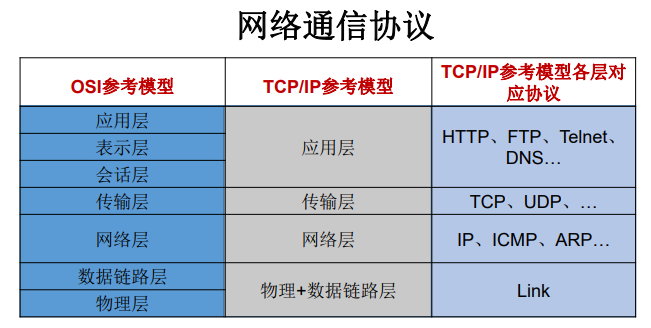 网络通信协议
OSI参考模型
TCP/IP参考模型
TCP/IP参考模型各层对
应协议
应用层
表示层
会话层
应用层
HTTP、FTP、Telnet、
DNS…
传输层
传输层
TCP、UDP、…
网络层
网络层
IP、ICMP、ARP…
数据链路层
物理层
物理+数据链路层
Link